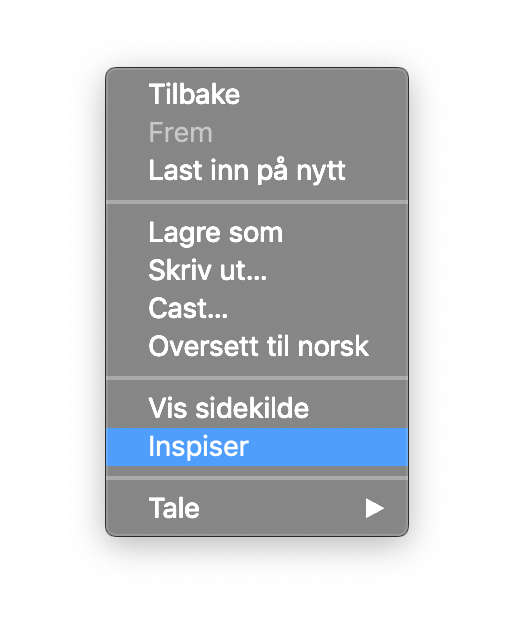 Tilbake
Frem
Last inn på nytt
Lagre som
Skriv ut...
Cast...
Oversett til norsk
Vis sidekilde
Inspiser
Tale